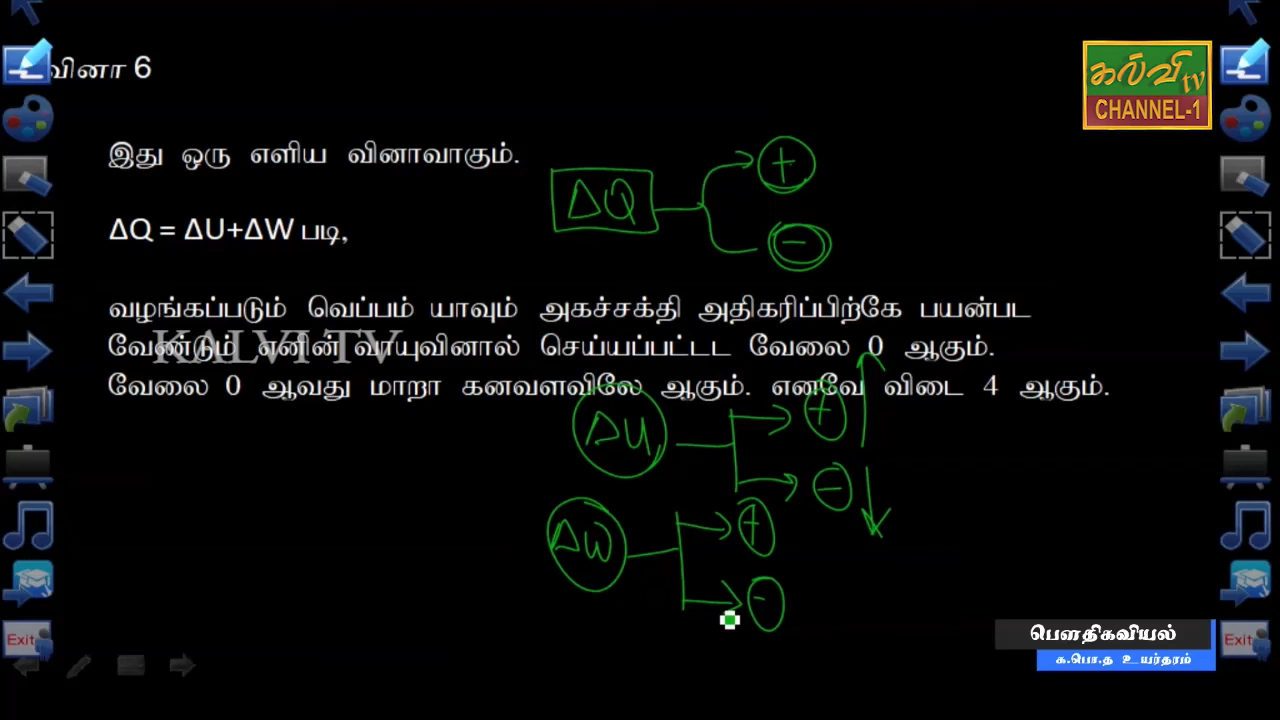 வினா 6
கல்வி tv
CHANNEL-1
இது ஒரு எளிய வினாவாகும்.
ΔQ
+
−
ΔQ = ΔU+ΔW படி,
வழங்கப்படும் வெப்பம் யாவும் அகச்சக்தி அதிகரிப்பிற்கே பயன்பட
வேண்டும் எனின் வாயுவினால் செய்யப்பட்டட வேலை 0 ஆகும்.
KALVI TV
வேலை 0 ஆவது மாறா கனவளவிலே ஆகும். எனவே விடை 4 ஆகும்.
ΔU
+
−
ΔW
+
−
பௌதிகவியல்
க.பொ.த உயர்தரம்
Exit
Exit